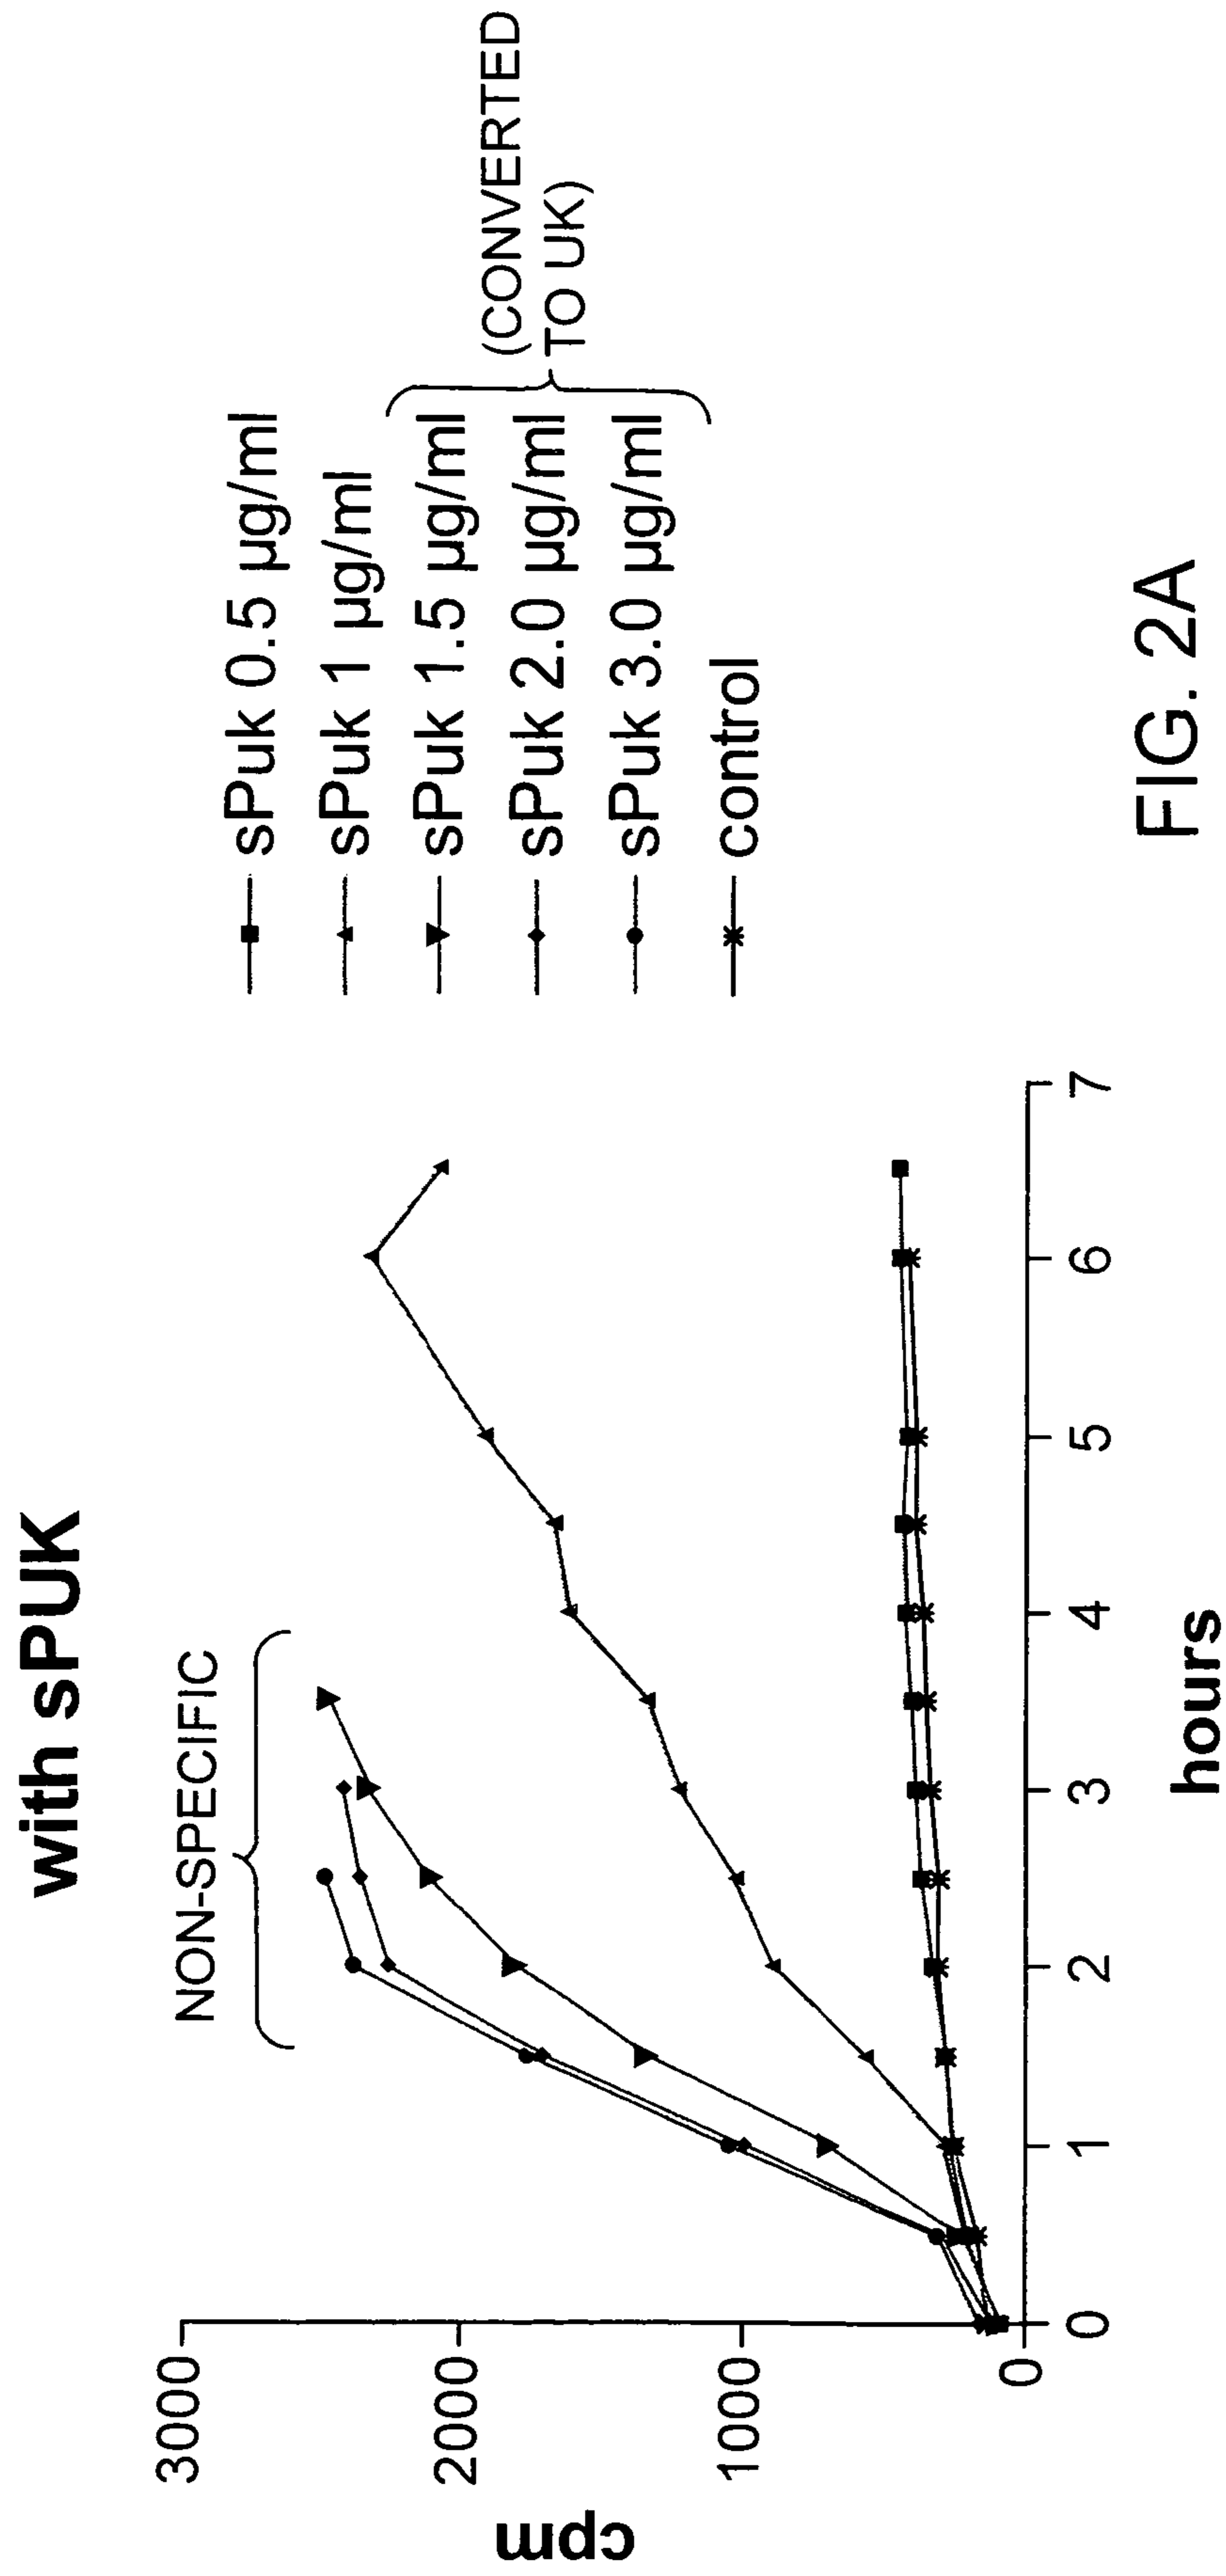 with sPUK
NON-SPECIFIC
cpm
3000
2000
1000
0
0
1
2
3
4
5
6
7
hours
sPuk 0.5 µg/ml
sPuk 1 µg/ml
sPuk 1.5 µg/ml
sPuk 2.0 µg/ml
sPuk 3.0 µg/ml
control
(CONVERTED
TO UK)
FIG. 2A